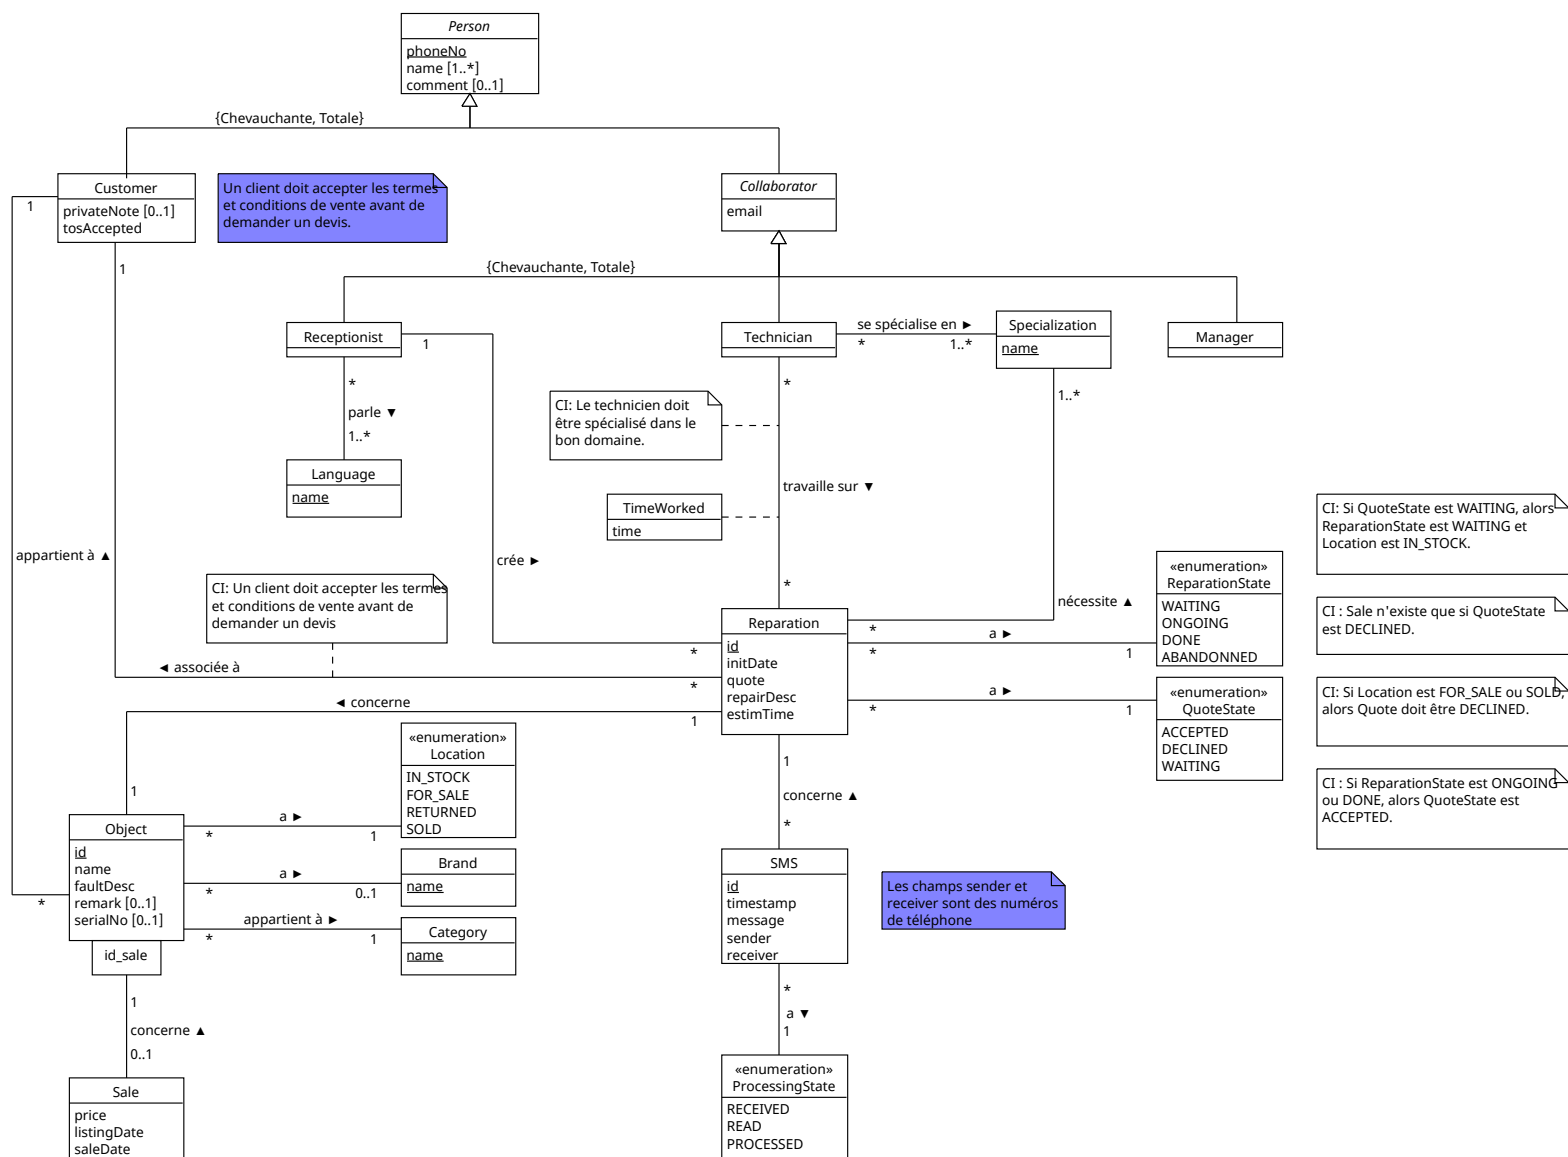 Person
phoneNo
name [1..*]
comment [0..1]
{Chevauchante, Totale}
Customer
privateNote [0..1]
tosAccepted
1
1
Un client doit accepter les termes
et conditions de vente avant de
demander un devis.
Collaborator
email
{Chevauchante, Totale}
Receptionist
1
Technician
se spécialise en ►
* 1..*
Specialization
name
Manager
*
parle ▼
1..*
Language
name
CI: Le technicien doit
être spécialisé dans le
bon domaine.
*
1..*
travaille sur ▼
TimeWorked
time
*
appartient à ▲
crée ►
CI: Un client doit accepter les termes
et conditions de vente avant de
demander un devis
nécessite ▲
«enumeration»
ReparationState
WAITING
ONGOING
DONE
ABANDONNED
CI: Si QuoteState est WAITING, alors
ReparationState est WAITING et
Location est IN_STOCK.
CI : Sale n'existe que si QuoteState
est DECLINED.
CI: Si Location est FOR_SALE ou SOLD,
alors Quote doit être DECLINED.
CI : Si ReparationState est ONGOING
ou DONE, alors QuoteState est
ACCEPTED.
Reparation
id
initDate
quote
repairDesc
estimTime
*
a ►
* 1
*
◄ associée à
*
◄ concerne
1
a ►
* 1
«enumeration»
QuoteState
ACCEPTED
DECLINED
WAITING
«enumeration»
Location
IN_STOCK
FOR_SALE
RETURNED
SOLD
1
concerne ▲
*
1
Object
id
name
faultDesc
remark [0..1]
serialNo [0..1]
id_sale
*
a ►
* 1
a ►
* 0..1
Brand
name
appartient à ►
* 1
Category
name
SMS
id
timestamp
message
sender
receiver
Les champs sender et
receiver sont des numéros
de téléphone
1
concerne ▲
0..1
*
a ▼
1
Sale
price
listingDate
saleDate
«enumeration»
ProcessingState
RECEIVED
READ
PROCESSED